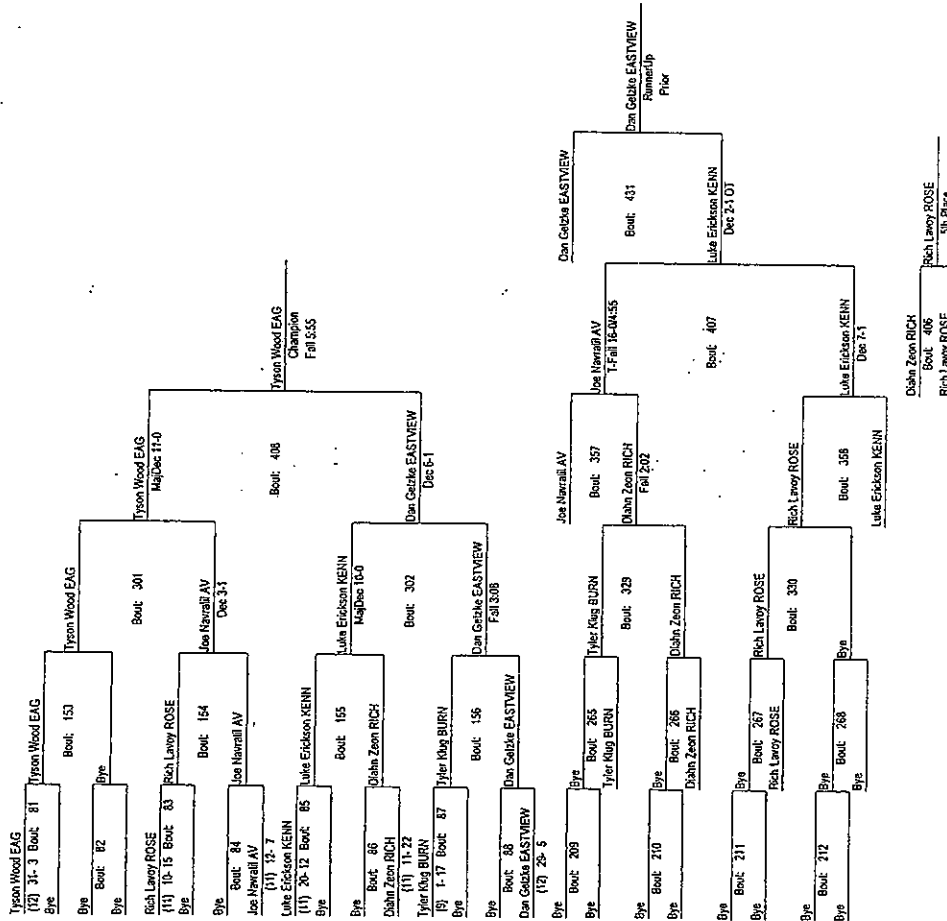 Tyson Wood EAG
(12) 31- 3 Bout: 81
Bye
Tyson Wood EAG
Bye
Bout: 82
Bye
Bye
Bout: 153
Tyson Wood EAG
Rich Lavoy ROSE
(11) 10- 15 Bout: 83
Bye
Rich Lavoy ROSE
Bye
Bout: 84
Joe Navratil AV
(11) 12- 7
Joe Navratil AV
Bout: 154
Joe Navratil AV
Dec 3-1
Bout: 301
Tyson Wood EAG
MajDec 11-0
Luke Erickson KENN
(11) 20- 12 Bout: 85
Bye
Luke Erickson KENN
Bye
Bout: 86
Diahn Zeon RICH
(11) 11- 22
Diahn Zeon RICH
Bout: 155
Luke Erickson KENN
MajDec 10-0
Tyler Klug BURN
(9) 1- 17 Bout: 87
Bye
Tyler Klug BURN
Bye
Bout: 88
Dan Getzke EASTVIEW
(12) 29- 5
Dan Getzke EASTVIEW
Bout: 156
Dan Getzke EASTVIEW
Fall 3:08
Bout: 302
Dan Getzke EASTVIEW
Dec 6-1
Bout: 408
Tyson Wood EAG
Champion
Fall 5:55
Bye
Bout: 209
Bye
Bye
Bout: 265
Tyler Klug BURN
Tyler Klug BURN
Bye
Bout: 210
Bye
Bye
Bout: 266
Diahn Zeon RICH
Diahn Zeon RICH
Bout: 329
Diahn Zeon RICH
Fall 2:02
Joe Navratil AV
Bout: 357
Joe Navratil AV
T-Fall 16-0/4:55
Bye
Bout: 211
Bye
Bye
Bout: 267
Rich Lavoy ROSE
Rich Lavoy ROSE
Bye
Bout: 212
Bye
Bye
Bout: 268
Bye
Bye
Bout: 330
Rich Lavoy ROSE
Bout: 358
Luke Erickson KENN
Luke Erickson KENN
Dec 7-1
Bout: 407
Luke Erickson KENN
Dec 2-1 OT
Dan Getzke EASTVIEW
Bout: 431
Dan Getzke EASTVIEW
RunnerUp
Prior
Diahn Zeon RICH
Bout: 406
Rich Lavoy ROSE
Rich Lavoy ROSE
5th Place